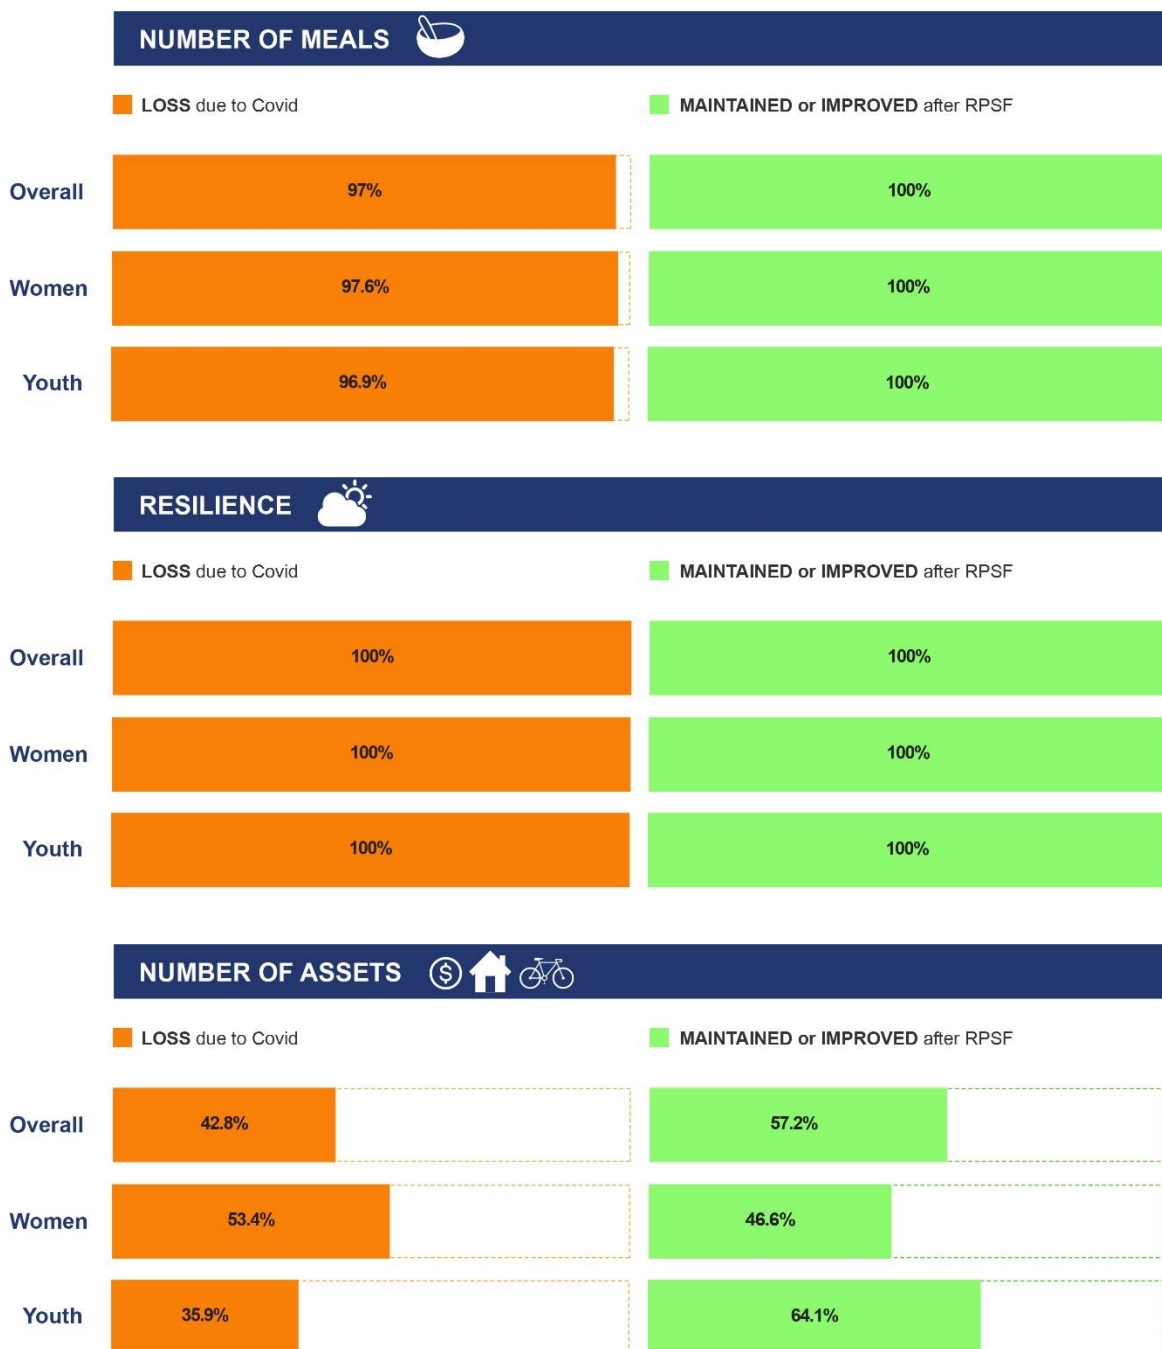 NUMBER OF MEALS
LOSS due to Covid MAINTAINED or IMPROVED after RPSF
Overall 97% 100%
Women 97.6% 100%
Youth 96.9% 100%
RESILIENCE
LOSS due to Covid MAINTAINED or IMPROVED after RPSF
Overall 100% 100%
Women 100% 100%
Youth 100% 100%
NUMBER OF ASSETS $
LOSS due to Covid MAINTAINED or IMPROVED after RPSF
Overall 42.8% 57.2%
Women 53.4% 46.6%
Youth 35.9% 64.1%